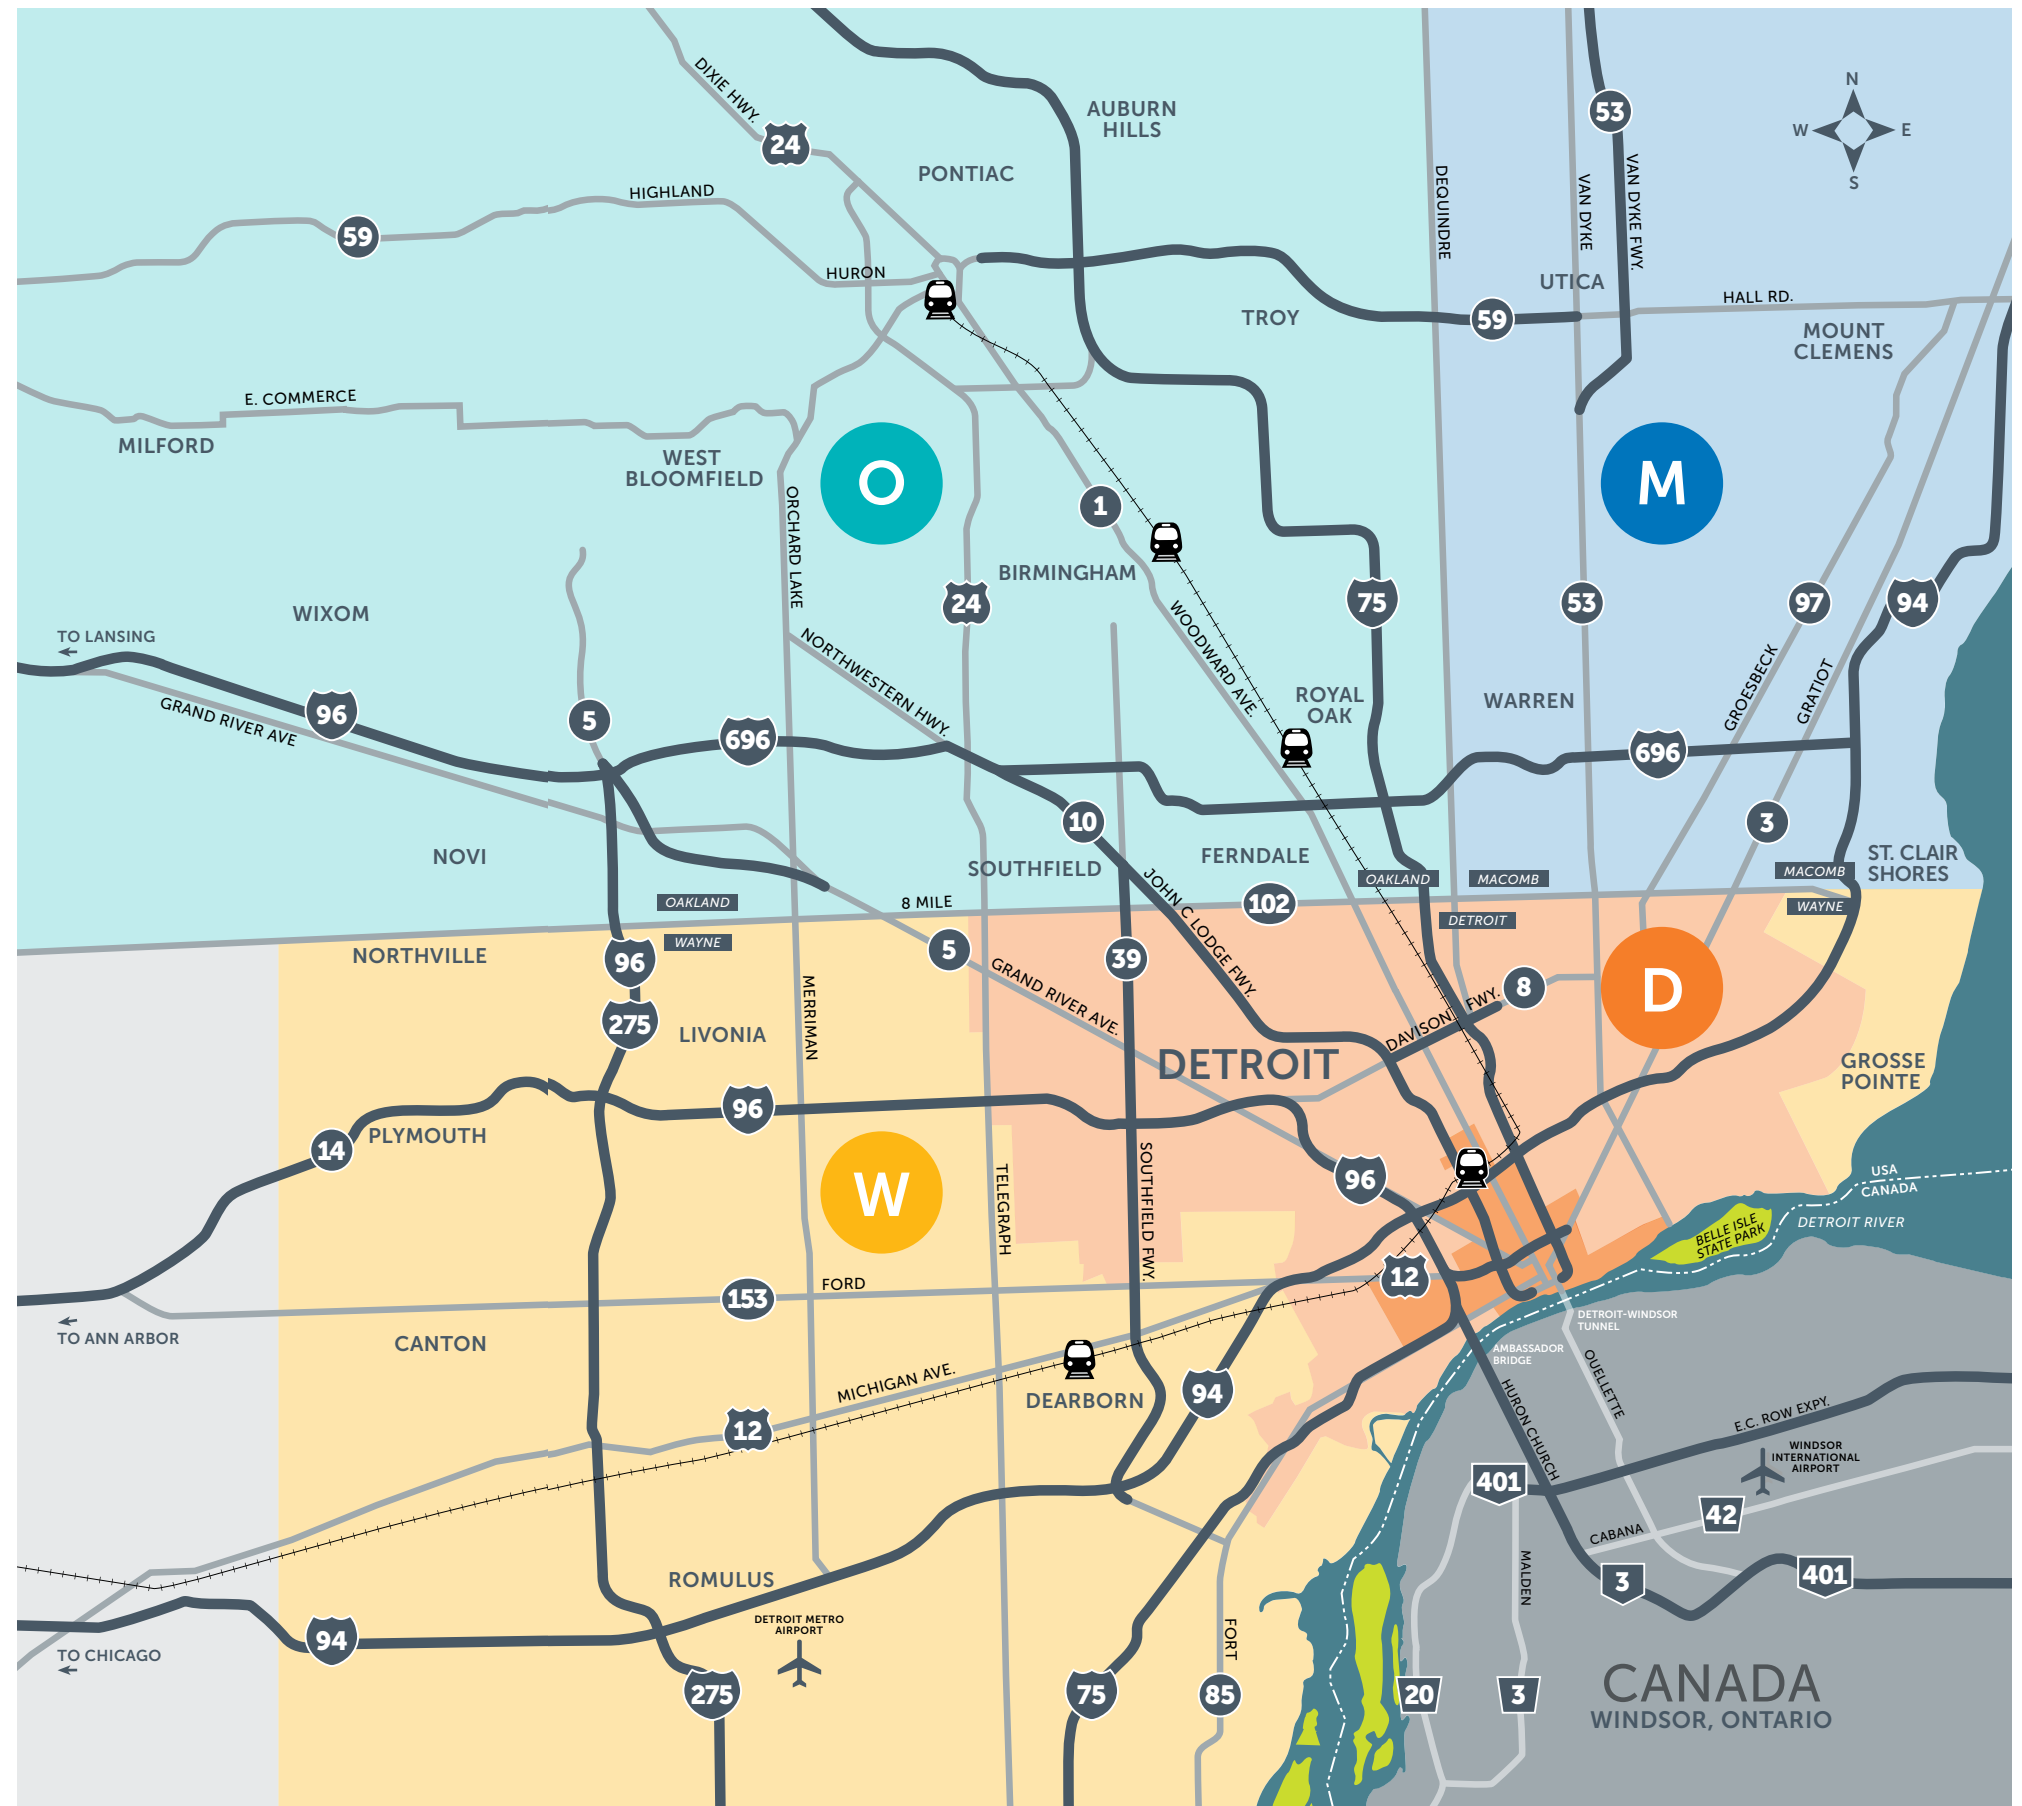 DIXIE HWY.
24
AUBURN
HILLS
PONTIAC
53
N
W
E
S
HIGHLAND
59
HURON
DEQUINDRE
VAN DYKE
VAN DYKE FWY.
UTICA
HALL RD.
TROY
59
MOUNT
CLEMENS
E. COMMERCE
MILFORD
WEST
BLOOMFIELD
O
M
1
ORCHARD LAKE
BIRMINGHAM
24
75
53
97
94
WIXOM
TO LANSING
NORTHWESTERN HWY.
WOODWARD AVE.
ROYAL
OAK
WARREN
GROESBECK
GRATIOT
96
GRAND RIVER AVE
5
696
696
10
3
NOVI
SOUTHFIELD
FERNDALE
ST. CLAIR
SHORES
JOHN C LODGE FWY.
OAKLAND
MACOMB
MACOMB
OAKLAND
8 MILE
102
WAYNE
DETROIT
WAYNE
NORTHVILLE
96
5
39
GRAND RIVER AVE.
8
D
MERRIMAN
275
LIVONIA
DAVISON FWY.
DETROIT
GROSSE
POINTE
96
14
PLYMOUTH
W
TELEGRAPH
SOUTHFIELD FWY.
96
USA
CANADA
DETROIT RIVER
BELLE ISLE
STATE PARK
12
FORD
153
TO ANN ARBOR
CANTON
DETROIT-WINDSOR
TUNNEL
AMBASSADOR
BRIDGE
OUELLETTE
MICHIGAN AVE.
DEARBORN
94
HURON CHURCH
E.C. ROW EXPY.
12
WINDSOR
INTERNATIONAL
AIRPORT
401
42
CABANA
MALDEN
3
401
ROMULUS
DETROIT METRO
AIRPORT
94
TO CHICAGO
FORT
275
75
85
20
3
CANADA
WINDSOR, ONTARIO